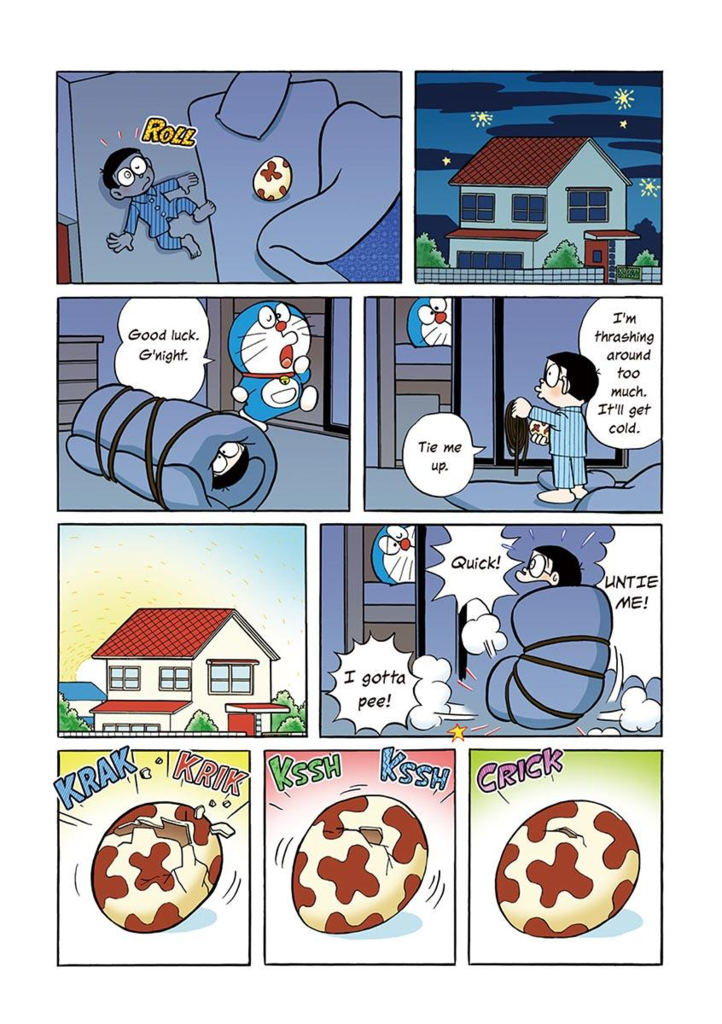 ROLL
I'm
thrashing
around
too
much.
It'll get
cold.
Tie me
up.
Good luck.
G'night.
UNTIE
ME!
Quick!
I gotta
pee!
CRICK
KSSH
KSSH
KRIK
KRAK